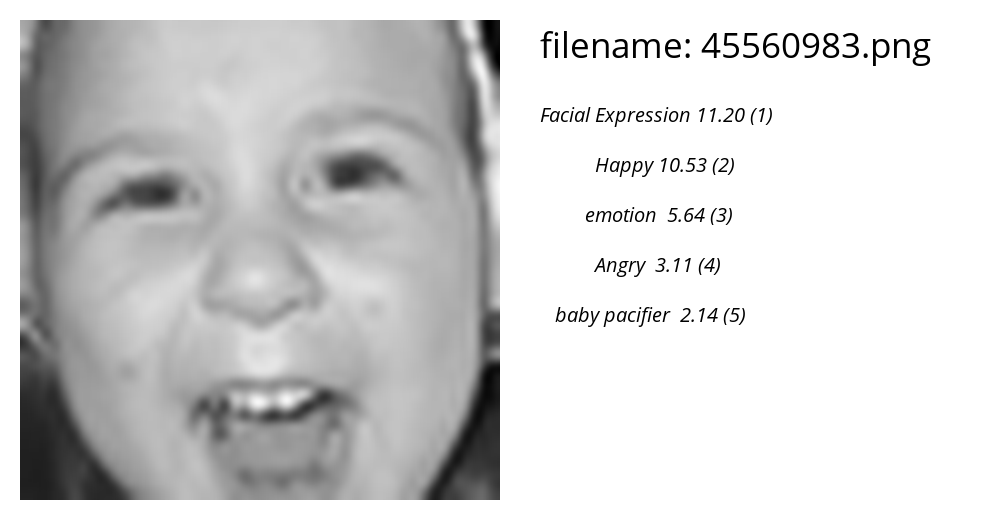 filename: 45560983.png
Facial Expression 11.20 (1)
Happy 10.53 (2)
emotion 5.64 (3)
Angry 3.11 (4)
baby pacifier 2.14 (5)